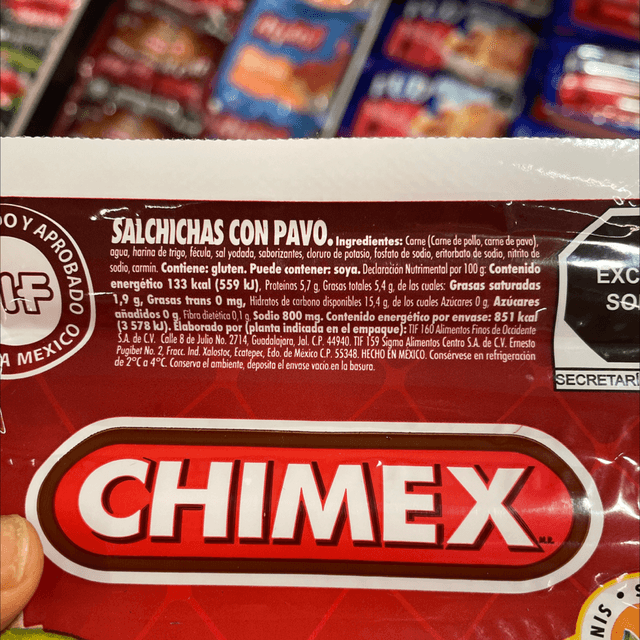 DO Y APROBADO
TIF
A MEXICO
SALCHICHAS CON PAVO. Ingredientes: Carne (Carne de pollo, carne de pavo),
agua, harina de trigo, fécula, sal yodada, saborizantes, cloruro de potasio, fosfato de sodio, eritorbato de sodio, nitrito de
sodio, carmín. Contiene: gluten. Puede contener: soya. Declaración Nutrimental por 100 g: Contenido
energético 133 kcal (559 kJ), Proteínas 5,7 g, Grasas totales 5,4 g, de las cuales: Grasas saturadas
1,9 g, Grasas trans 0 mg, Hidratos de carbono disponibles 15,4 g, de los cuales Azúcares 0 g, Azúcares
añadidos 0 g, Fibra dietética 0,1 g, Sodio 800 mg. Contenido energético por envase: 851 kcal
(3 578 kJ). Elaborado por (planta indicada en el empaque): TIF 160 Alimentos Finos de Occidente
S.A. de C.V. Calle 8 de Julio No. 2714, Guadalajara, Jal. C.P. 44940. TIF 159 Sigma Alimentos Centro S.A. de C.V. Ernesto
Pugibet No. 2, Fracc. Ind. Xalostoc, Ecatepec, Edo. de México C.P. 55348. HECHO EN MÉXICO. Consérvese en refrigeración
de 2°C a 4°C. Conserva el ambiente, deposita el envase vacío en la basura.
EXC
SO
SECRETARÍ
CHIMEX
M.R.
SIN